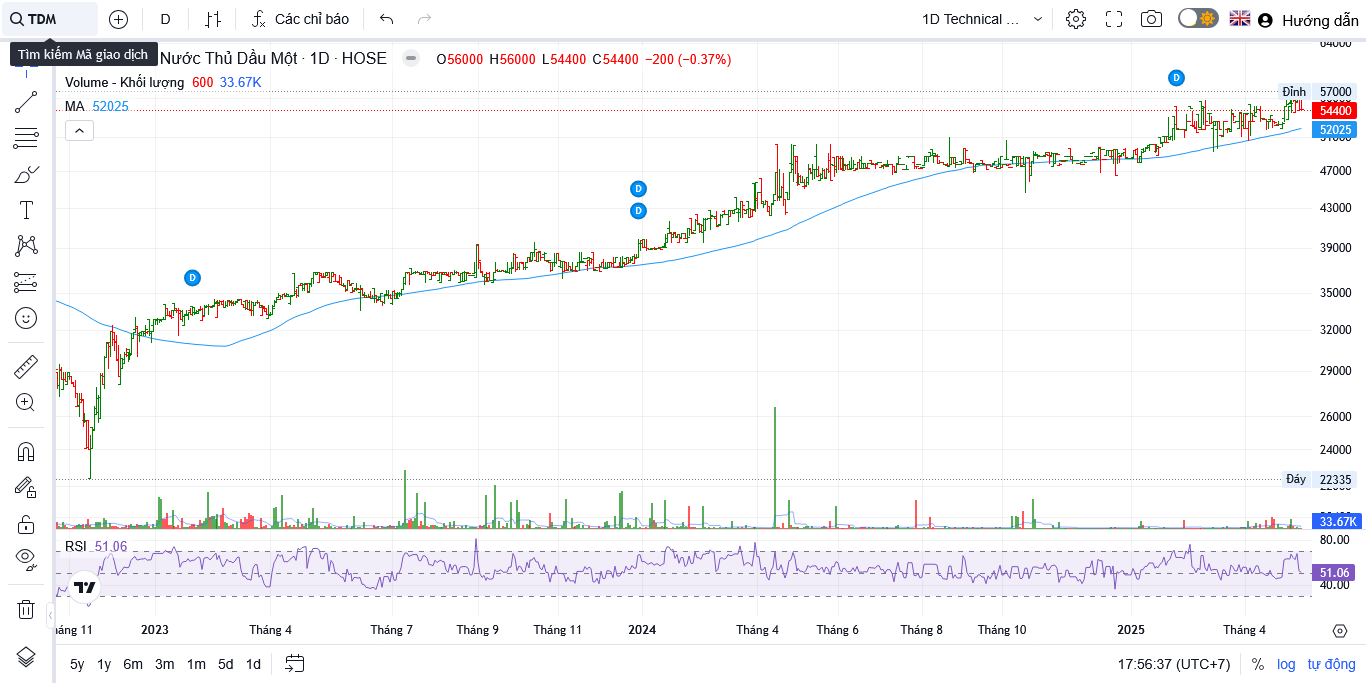 TDM
D
Các chỉ báo
1D Technical ...
Hướng dẫn
Tìm kiếm Mã giao dịch
Nước Thủ Dầu Một · 1D · HOSE
O56000 H56000 L54400 C54400 −200 (−0.37%)
Volume - Khối lượng 600 33.67K
MA 52025
D
D
D
D
64000
Đỉnh 57000
54400
52025
51000
47000
43000
39000
35000
32000
29000
26000
24000
Đáy 22335
33.67K
RSI 51.06
80.00
51.06
40.00
háng 11 2023 Tháng 4 Tháng 7 Tháng 9 Tháng 11 2024 Tháng 4 Tháng 6 Tháng 8 Tháng 10 2025 Tháng 4
5y 1y 6m 3m 1m 5d 1d
17:56:37 (UTC+7) % log tự động